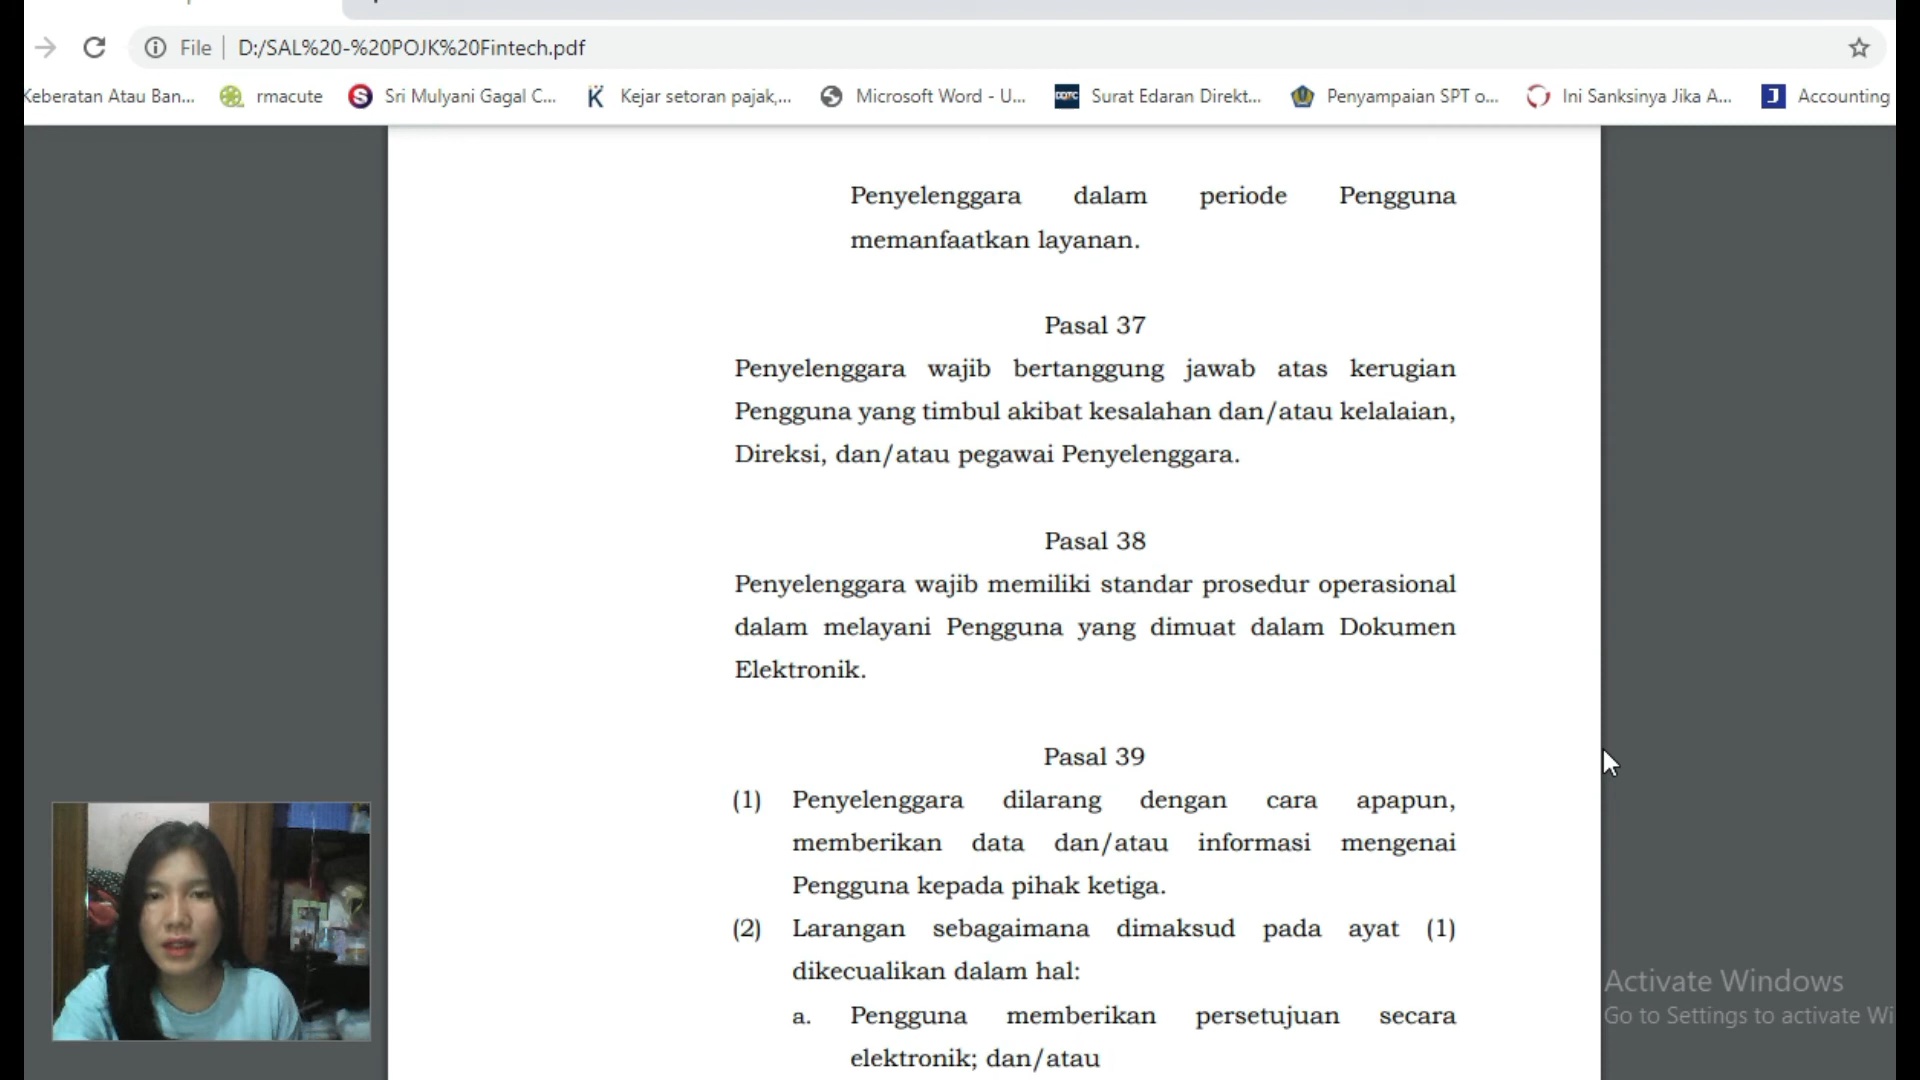 File D:/SAL%20-%20POJK%20Fintech.pdf
Keberatan Atau Ban... rmacute Sri Mulyani Gagal C... Kejar setoran pajak,... Microsoft Word - U... DDTC Surat Edaran Direkt... Penyampaian SPT o... Ini Sanksinya Jika A... Accounting
Penyelenggara dalam periode Pengguna
memanfaatkan layanan.
Pasal 37
Penyelenggara wajib bertanggung jawab atas kerugian
Pengguna yang timbul akibat kesalahan dan/atau kelalaian,
Direksi, dan/atau pegawai Penyelenggara.
Pasal 38
Penyelenggara wajib memiliki standar prosedur operasional
dalam melayani Pengguna yang dimuat dalam Dokumen
Elektronik.
Pasal 39
(1) Penyelenggara dilarang dengan cara apapun,
memberikan data dan/atau informasi mengenai
Pengguna kepada pihak ketiga.
(2) Larangan sebagaimana dimaksud pada ayat (1)
dikecualikan dalam hal:
a. Pengguna memberikan persetujuan secara
elektronik; dan/atau
Activate Windows
Go to Settings to activate Wi